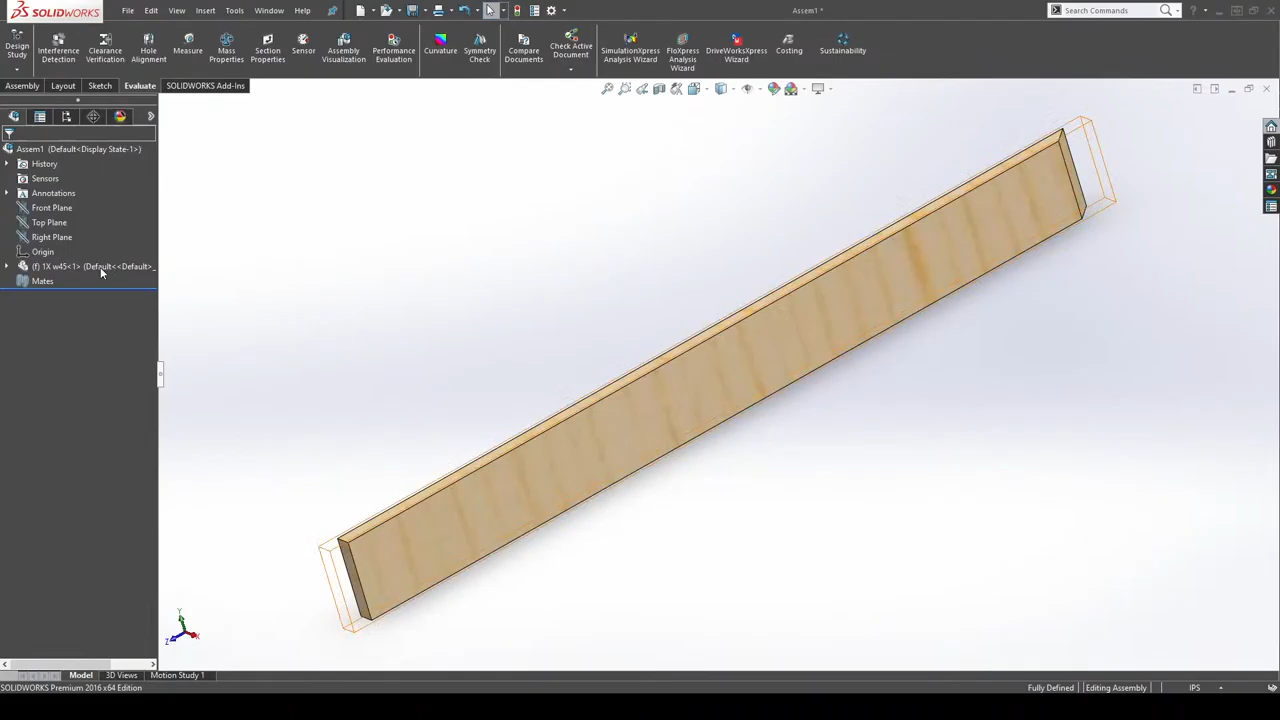 SOLIDWORKS
File Edit View Insert Tools Window Help
Assem1 *
Search Commands
Design Study
Interference Detection
Clearance Verification
Hole Alignment
Measure
Mass Properties
Section Properties
Sensor
Assembly Visualization
Performance Evaluation
Curvature
Symmetry Check
Compare Documents
Check Active Document
SimulationXpress Analysis Wizard
FloXpress Analysis Wizard
DriveWorksXpress Wizard
Costing
Sustainability
Assembly Layout Sketch Evaluate SOLIDWORKS Add-Ins
Assem1 (Default<Display State-1>)
History
Sensors
Annotations
Front Plane
Top Plane
Right Plane
Origin
(f) 1X w45<1> (Default<<Default>_
Mates
Y
Z X
Model 3D Views Motion Study 1
SOLIDWORKS Premium 2016 x64 Edition
Fully Defined Editing Assembly IPS